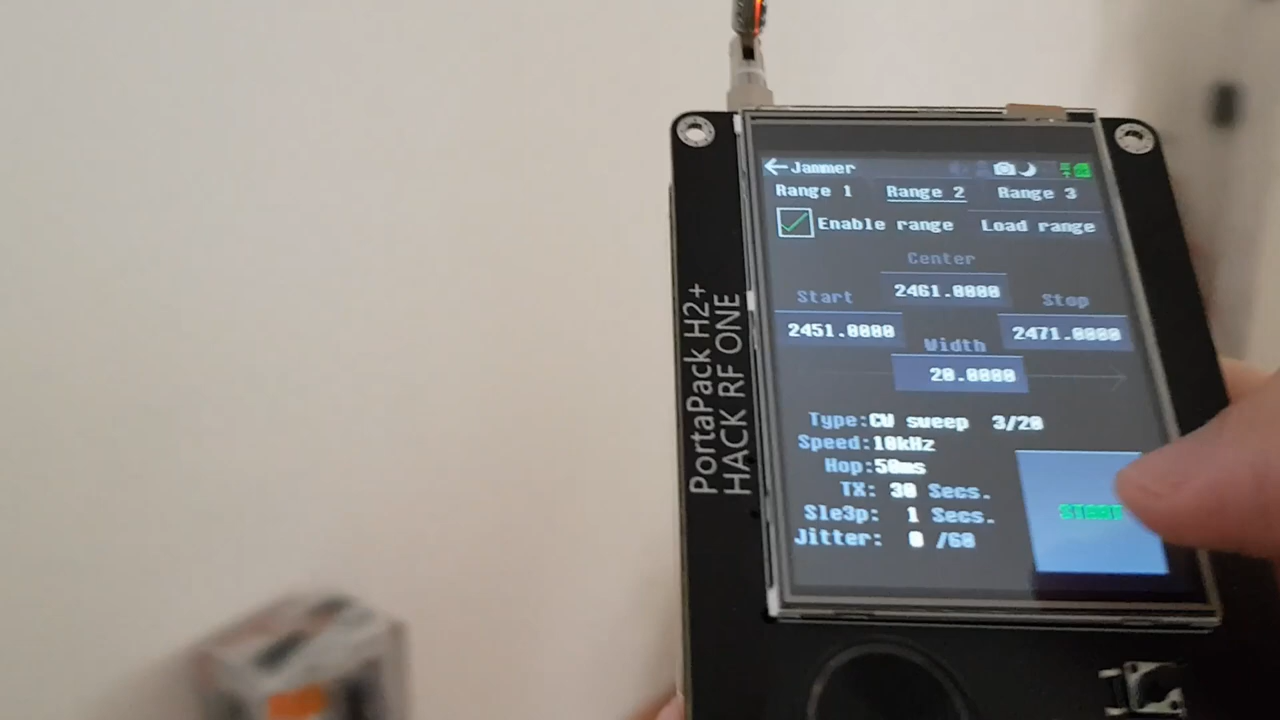 Jammer
Range 1 Range 2 Range 3
Enable range Load range
Center
2461.0000
Start Stop
2451.0000 2471.0000
Width
20.0000
Type:CW sweep 3/20
Speed:10kHz
Hop:50ms
TX: 30 Secs.
Sle3p: 1 Secs.
Jitter: 0 /60
START
PortaPack H2+
HACK RF ONE